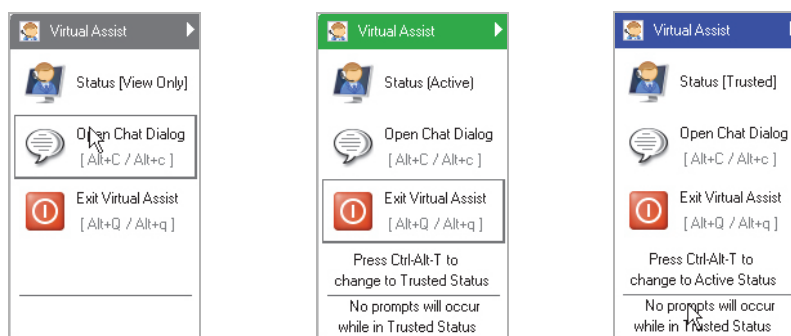 Virtual Assist
Status [View Only]
Open Chat Dialog
[ Alt+C / Alt+c ]
Exit Virtual Assist
[ Alt+Q / Alt+q ]
Virtual Assist
Status (Active)
Open Chat Dialog
[ Alt+C / Alt+c ]
Exit Virtual Assist
[ Alt+Q / Alt+q ]
Press Ctrl-Alt-T to
change to Trusted Status
No prompts will occur
while in Trusted Status
Virtual Assist
Status [Trusted]
Open Chat Dialog
[ Alt+C / Alt+c ]
Exit Virtual Assist
[ Alt+Q / Alt+q ]
Press Ctrl-Alt-T to
change to Active Status
No prompts will occur
while in Trusted Status